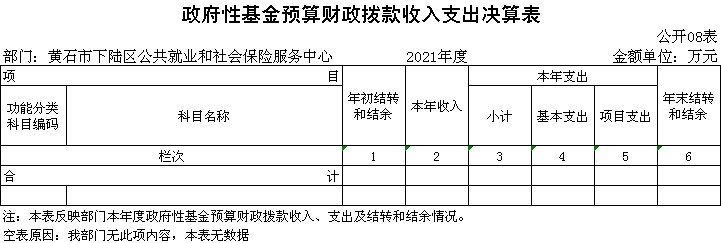 政府性基金预算财政拨款收入支出决算表
公开08表
部门：黄石市下陆区公共就业和社会保险服务中心 2021年度 金额单位：万元
项 目 年初结转和结余 本年收入 本年支出 年末结转和结余
功能分类科目编码 科目名称 小计 基本支出 项目支出
栏次 1 2 3 4 5 6
合 计
注：本表反映部门本年度政府性基金预算财政拨款收入、支出及结转和结余情况。
空表原因：我部门无此项内容，本表无数据